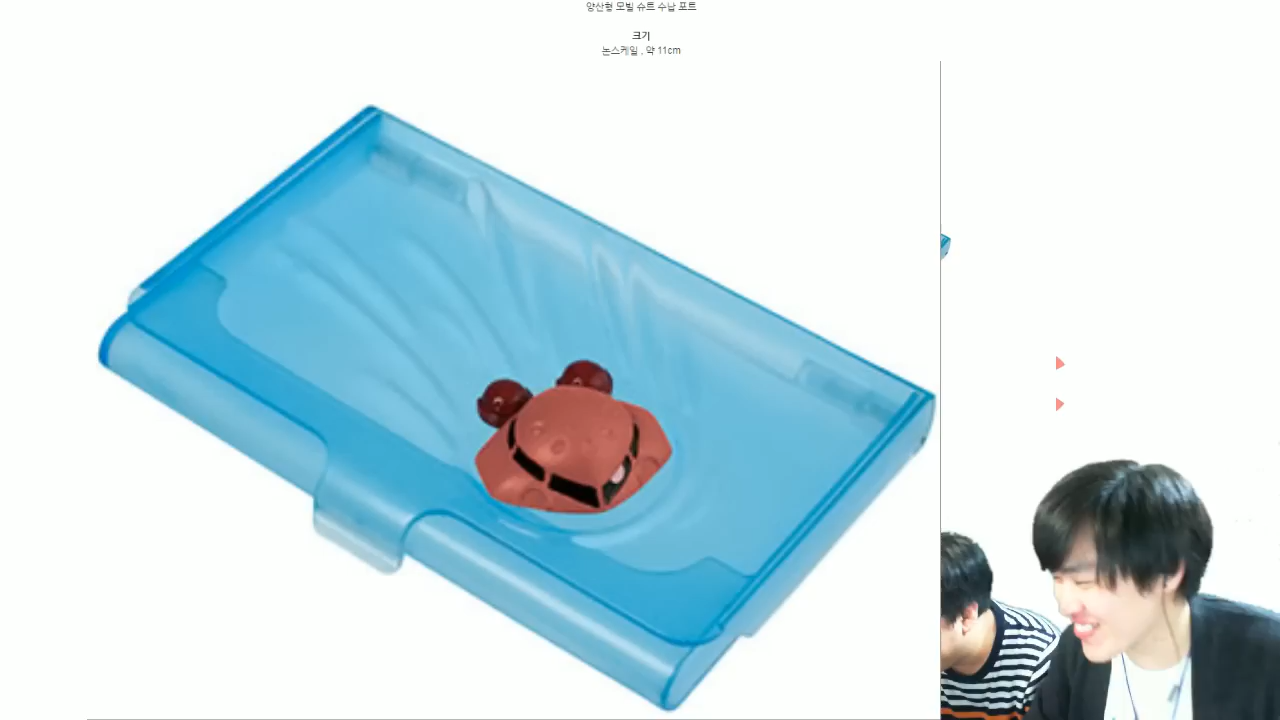 양산형 모빌 슈트 수납 포트
크기
논스케일 , 약 11cm